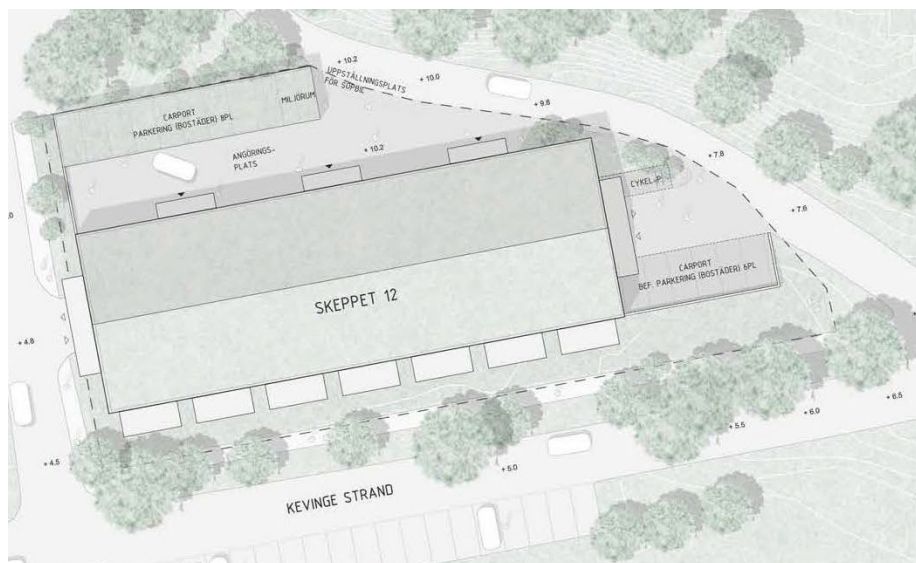 + 10.2
UPPSTÄLLNINGSPLATS
FÖR SOPBIL
+ 10.0
+ 9.8
MILJÖRUM
CARPORT
PARKERING (BOSTÄDER) 8PL
ANGÖRINGS-
PLATS
+ 10.2
+ 7.8
CYKEL-P.
+ 7.6
CARPORT
BEF. PARKERING (BOSTÄDER) 6PL
SKEPPET 12
+ 4.8
+ 4.5
+ 5.0
+ 5.5
+ 6.0
+ 6.5
KEVINGE STRAND